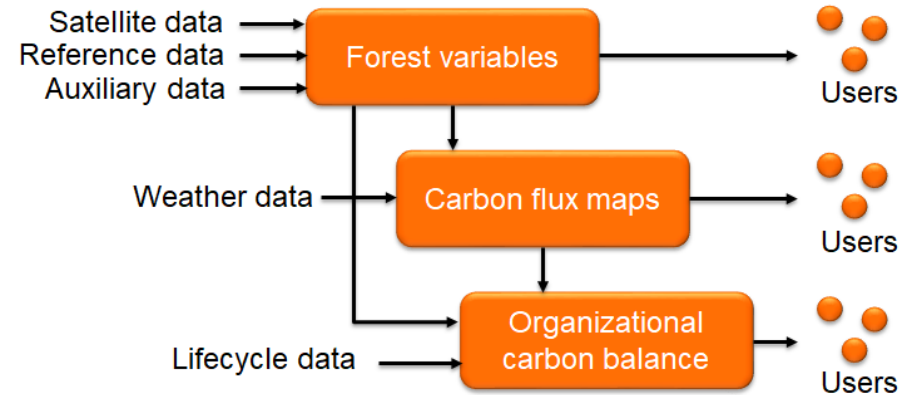 Satellite data
Reference data
Auxiliary data
Forest variables
Users
Weather data
Carbon flux maps
Users
Lifecycle data
Organizational
carbon balance
Users